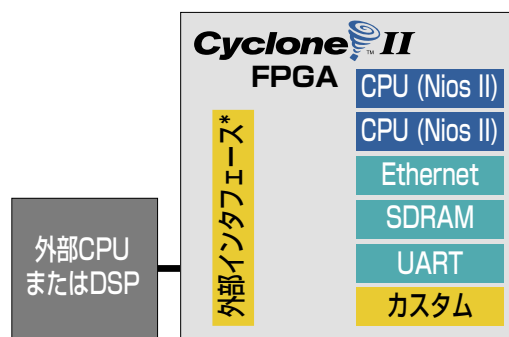 Cyclone II
TM
FPGA
CPU (Nios II)
CPU (Nios II)
Ethernet
SDRAM
UART
カスタム
外部インタフェース*
外部CPU
またはDSP